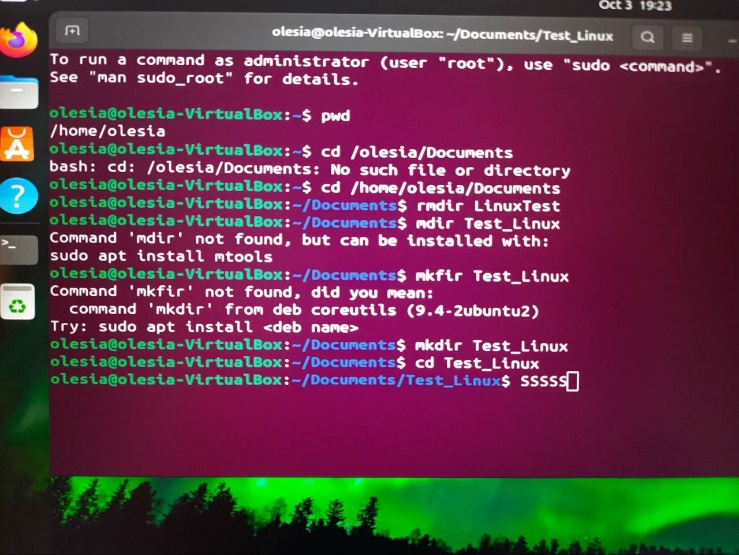 Oct 3 19:23
olesia@olesia-VirtualBox: ~/Documents/Test_Linux
To run a command as administrator (user "root"), use "sudo <command>".
See "man sudo_root" for details.
olesia@olesia-VirtualBox:~$ pwd
/home/olesia
olesia@olesia-VirtualBox:~$ cd /olesia/Documents
bash: cd: /olesia/Documents: No such file or directory
olesia@olesia-VirtualBox:~$ cd /home/olesia/Documents
olesia@olesia-VirtualBox:~/Documents$ rmdir LinuxTest
olesia@olesia-VirtualBox:~/Documents$ mdir Test_Linux
Command 'mdir' not found, but can be installed with:
sudo apt install mtools
olesia@olesia-VirtualBox:~/Documents$ mkfir Test_Linux
Command 'mkfir' not found, did you mean:
  command 'mkdir' from deb coreutils (9.4-2ubuntu2)
Try: sudo apt install <deb name>
olesia@olesia-VirtualBox:~/Documents$ mkdir Test_Linux
olesia@olesia-VirtualBox:~/Documents$ cd Test_Linux
olesia@olesia-VirtualBox:~/Documents/Test_Linux$ SSSSS